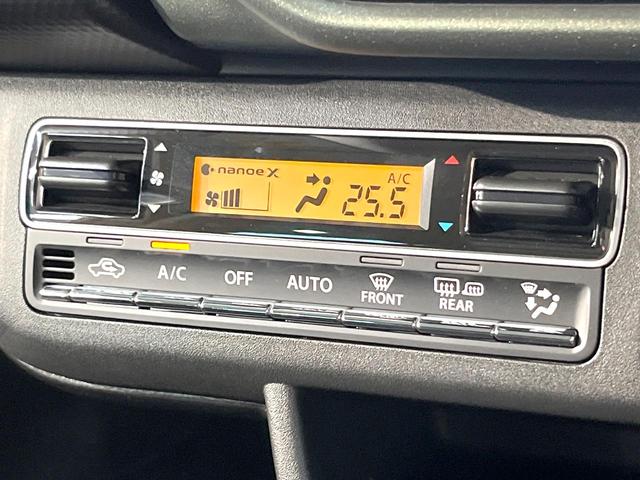 nanoe X
A/C
25.5
A/C
OFF
AUTO
FRONT
REAR